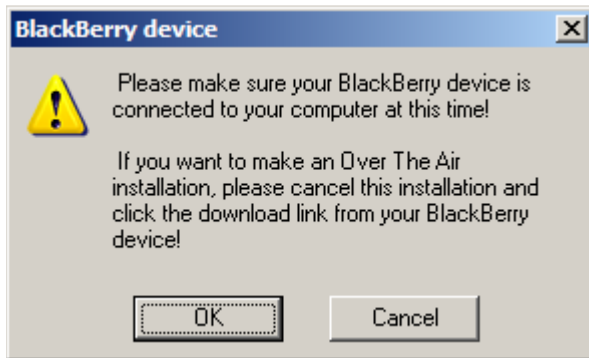 BlackBerry device
Please make sure your BlackBerry device is
connected to your computer at this time!
If you want to make an Over The Air
installation, please cancel this installation and
click the download link from your BlackBerry
device!
OK
Cancel